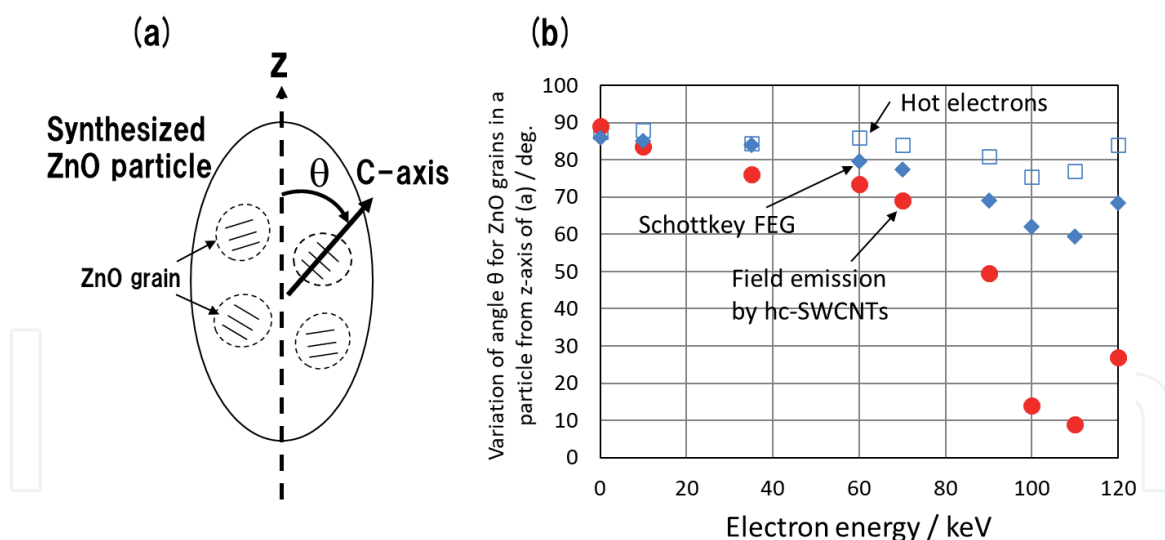 (a)
z
Synthesized
ZnO particle
θ
C-axis
ZnO grain
(b)
Variation of angle θ for ZnO grains in a
particle from z-axis of (a) / deg.
100
90
80
70
60
50
40
30
20
10
0
Hot electrons
Schottkey FEG
Field emission
by hc-SWCNTs
0 20 40 60 80 100 120
Electron energy / keV